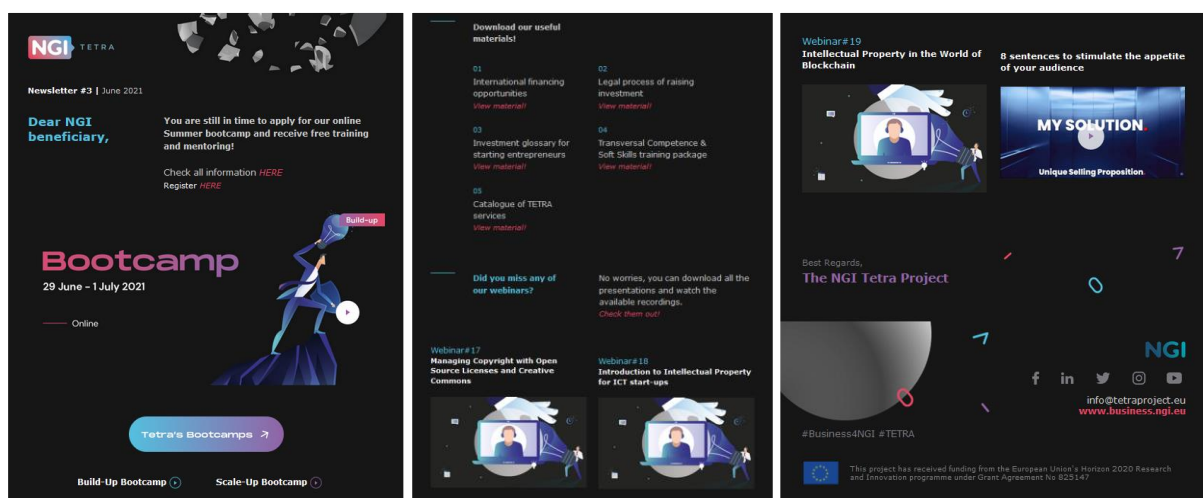 NGI TETRA
Newsletter #3 | June 2021
Dear NGI
beneficiary,
You are still in time to apply for our online
Summer bootcamp and receive free training
and mentoring!
Check all information HERE
Register HERE
Build-up
Bootcamp
29 June - 1 July 2021
Online
Tetra's Bootcamps
Build-Up Bootcamp
Scale-Up Bootcamp
Download our useful
materials!
01
International financing
opportunities
View material!
02
Legal process of raising
investment
View material!
03
Investment glossary for
starting entrepreneurs
View material!
04
Transversal Competence &
Soft Skills training package
View material!
05
Catalogue of TETRA
services
View material!
Did you miss any of
our webinars?
No worries, you can download all the
presentations and watch the
available recordings.
Check them out!
Webinar#17
Managing Copyright with Open
Source Licenses and Creative
Commons
Webinar#18
Introduction to Intellectual Property
for ICT start-ups
Webinar#19
Intellectual Property in the World of
Blockchain
8 sentences to stimulate the appetite
of your audience
MY SOLUTION.
Unique Selling Proposition.
Best Regards,
The NGI Tetra Project
NGI
info@tetraproject.eu
www.business.ngi.eu
#Business4NGI #TETRA
This project has received funding from the European Union's Horizon 2020 Research
and Innovation programme under Grant Agreement No 825147